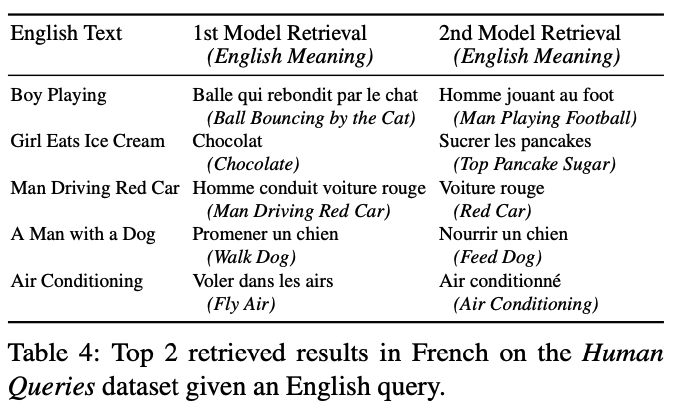 English Text 1st Model Retrieval 2nd Model Retrieval
(English Meaning) (English Meaning)
Boy Playing Balle qui rebondit par le chat Homme jouant au foot
(Ball Bouncing by the Cat) (Man Playing Football)
Girl Eats Ice Cream Chocolat Sucrer les pancakes
(Chocolate) (Top Pancake Sugar)
Man Driving Red Car Homme conduit voiture rouge Voiture rouge
(Man Driving Red Car) (Red Car)
A Man with a Dog Promener un chien Nourrir un chien
(Walk Dog) (Feed Dog)
Air Conditioning Voler dans les airs Air conditionné
(Fly Air) (Air Conditioning)
Table 4: Top 2 retrieved results in French on the Human
Queries dataset given an English query.